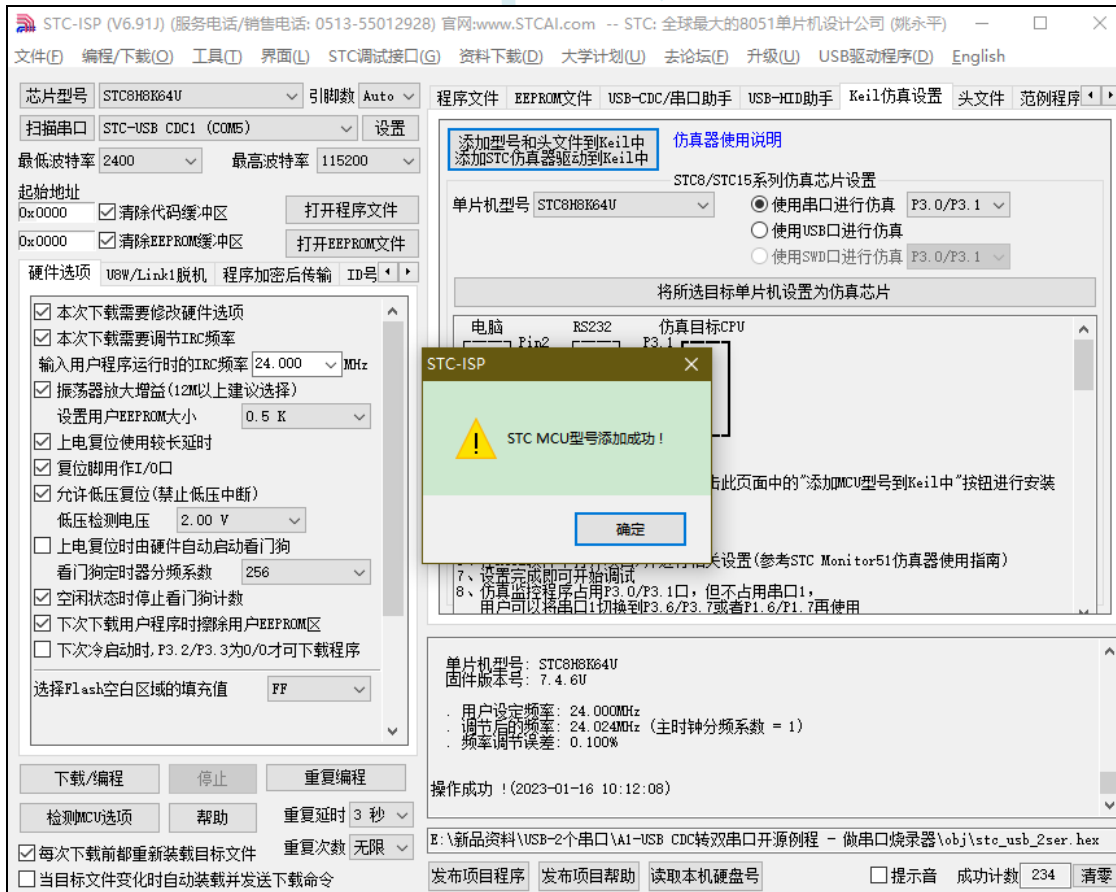 STC-ISP (V6.91J) (服务电话/销售电话: 0513-55012928) 官网:www.STCAI.com -- STC: 全球最大的8051单片机设计公司 (姚永平)
文件(F) 编程/下载(O) 工具(T) 界面(L) STC调试接口(G) 资料下载(D) 大学计划(U) 去论坛(F) 升级(U) USB驱动程序(D) English
芯片型号 STC8H8K64U 引脚数 Auto
扫描串口 STC-USB CDC1 (COM5) 设置
最低波特率 2400 最高波特率 115200
起始地址
0x0000 清除代码缓冲区 打开程序文件
0x0000 清除EEPROM缓冲区 打开EEPROM文件
硬件选项 U8W/Link1脱机 程序加密后传输 ID号
本次下载需要修改硬件选项
本次下载需要调节IRC频率
输入用户程序运行时的IRC频率 24.000 MHz
振荡器放大增益(12M以上建议选择)
设置用户EEPROM大小 0.5 K
上电复位使用较长延时
复位脚用作I/O口
允许低压复位(禁止低压中断)
低压检测电压 2.00 V
上电复位时由硬件自动启动看门狗
看门狗定时器分频系数 256
空闲状态时停止看门狗计数
下次下载用户程序时擦除用户EEPROM区
下次冷启动时,P3.2/P3.3为0/0才可下载程序
选择Flash空白区域的填充值 FF
下载/编程 停止 重复编程
检测MCU选项 帮助 重复延时 3 秒
每次下载前都重新装载目标文件 重复次数 无限
当目标文件变化时自动装载并发送下载命令
程序文件 EEPROM文件 USB-CDC/串口助手 USB-HID助手 Keil仿真设置 头文件 范例程序
添加型号和头文件到Keil中
添加STC仿真器驱动到Keil中
仿真器使用说明
STC8/STC15系列仿真芯片设置
单片机型号 STC8H8K64U 使用串口进行仿真 P3.0/P3.1
使用USB口进行仿真
使用SWD口进行仿真 P3.0/P3.1
将所选目标单片机设置为仿真芯片
电脑 RS232 仿真目标CPU
Pin2 P3.1
STC-ISP
STC MCU型号添加成功!
确定
击此页面中的"添加MCU型号到Keil中"按钮进行安装
关设置(参考STC Monitor51仿真器使用指南)
7、设置完成即可开始调试
8、仿真监控程序占用P3.0/P3.1口，但不占用串口1，
用户可以将串口1切换到P3.6/P3.7或者P1.6/P1.7再使用
单片机型号: STC8H8K64U
固件版本号: 7.4.6U
. 用户设定频率: 24.000MHz
. 调节后的频率: 24.024MHz (主时钟分频系数 = 1)
. 频率调节误差: 0.100%
操作成功 !(2023-01-16 10:12:08)
E:\新品资料\USB-2个串口\A1-USB CDC转双串口开源例程 - 做串口烧录器\obj\stc_usb_2ser.hex
发布项目程序 发布项目帮助 读取本机硬盘号 提示音 成功计数 234 清零